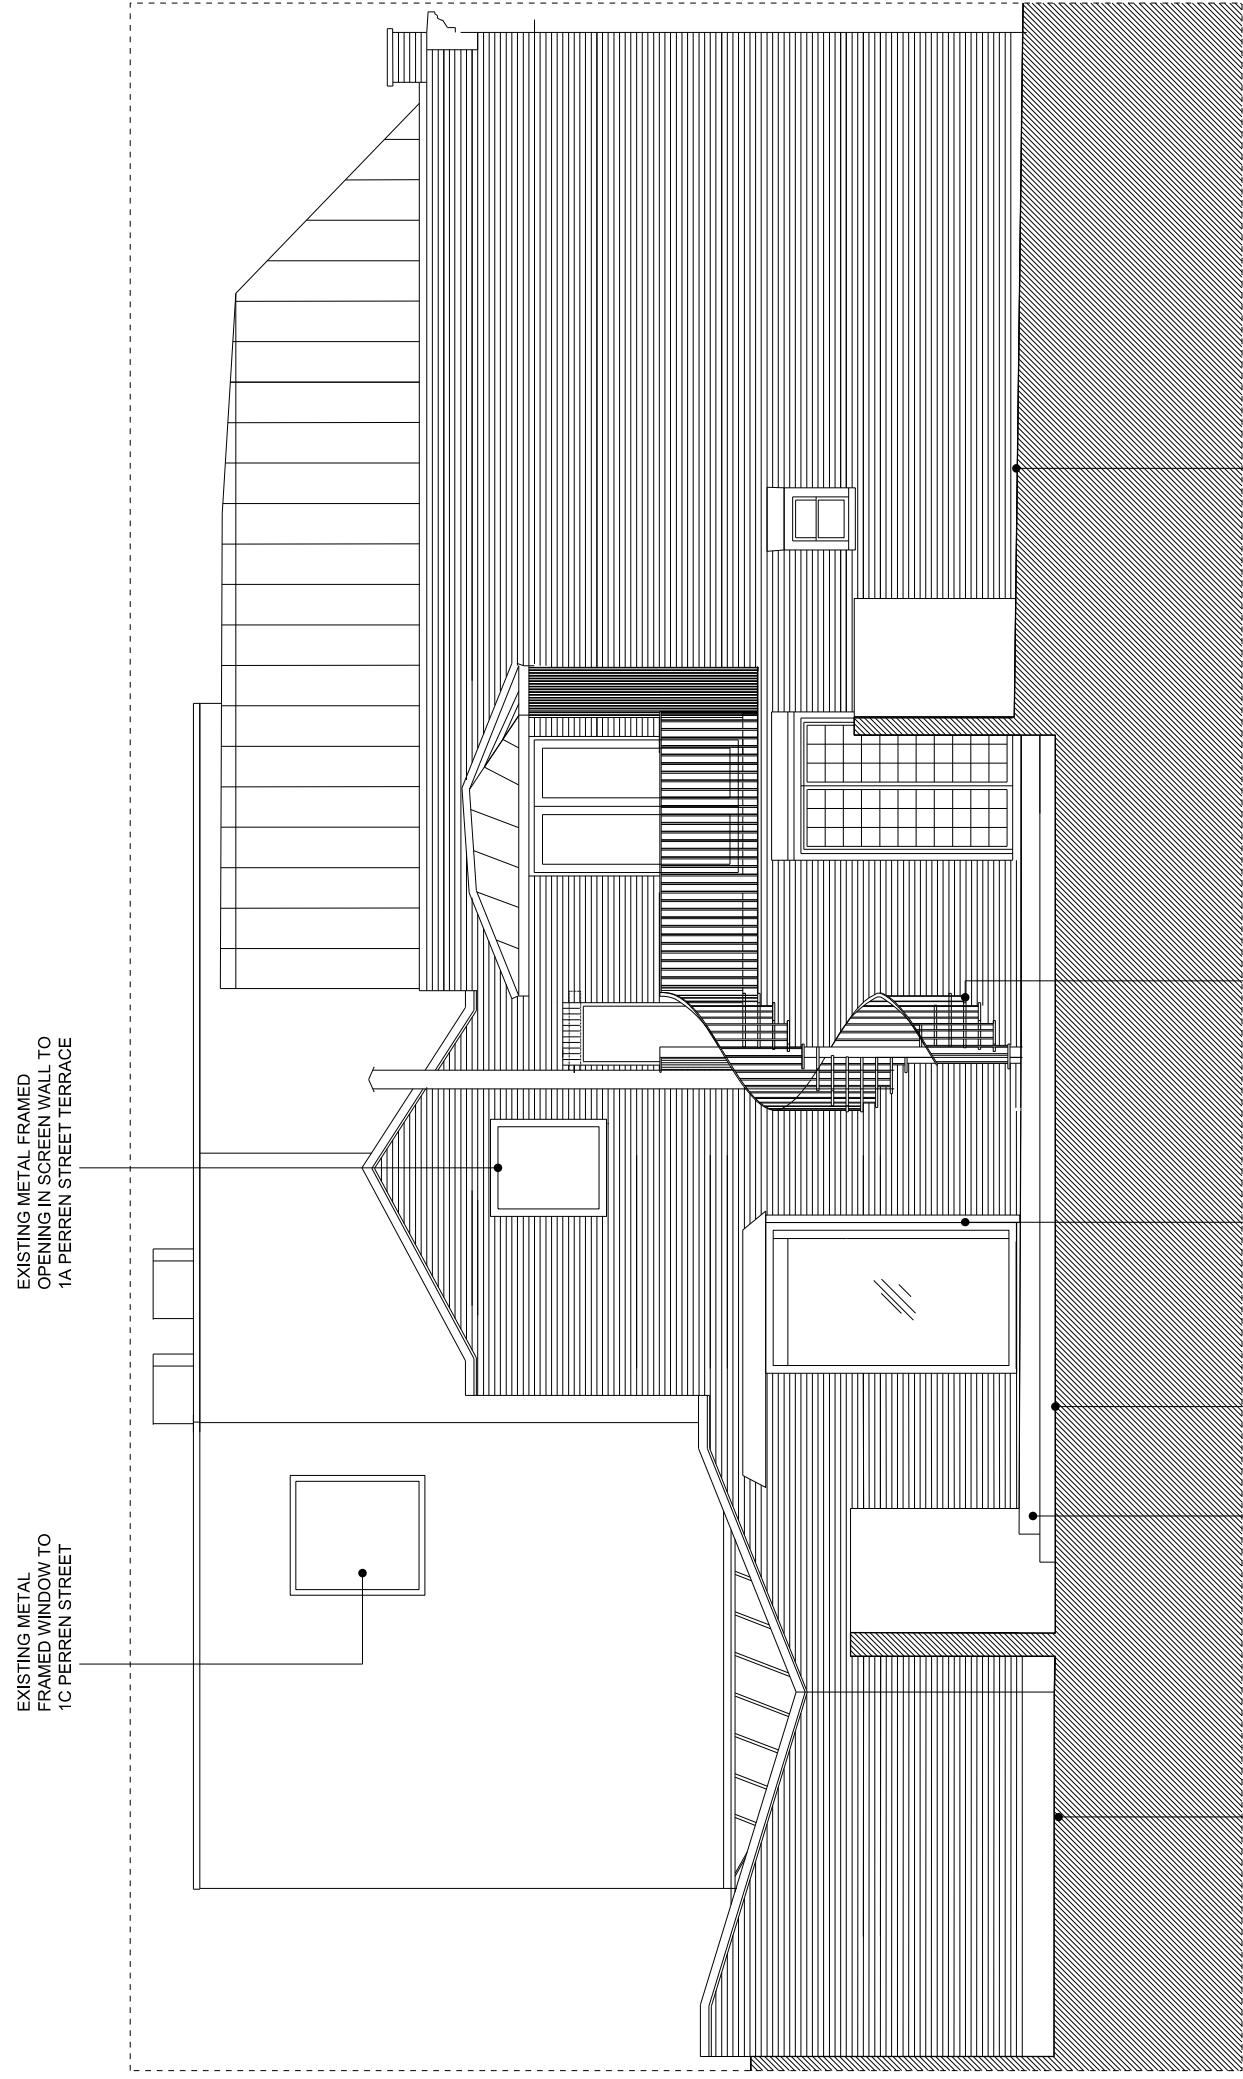 EXISTING METAL
FRAMED WINDOW TO
1C PERREN STREET
EXISTING METAL FRAMED
OPENING IN SCREEN WALL TO
1A PERREN STREET TERRACE